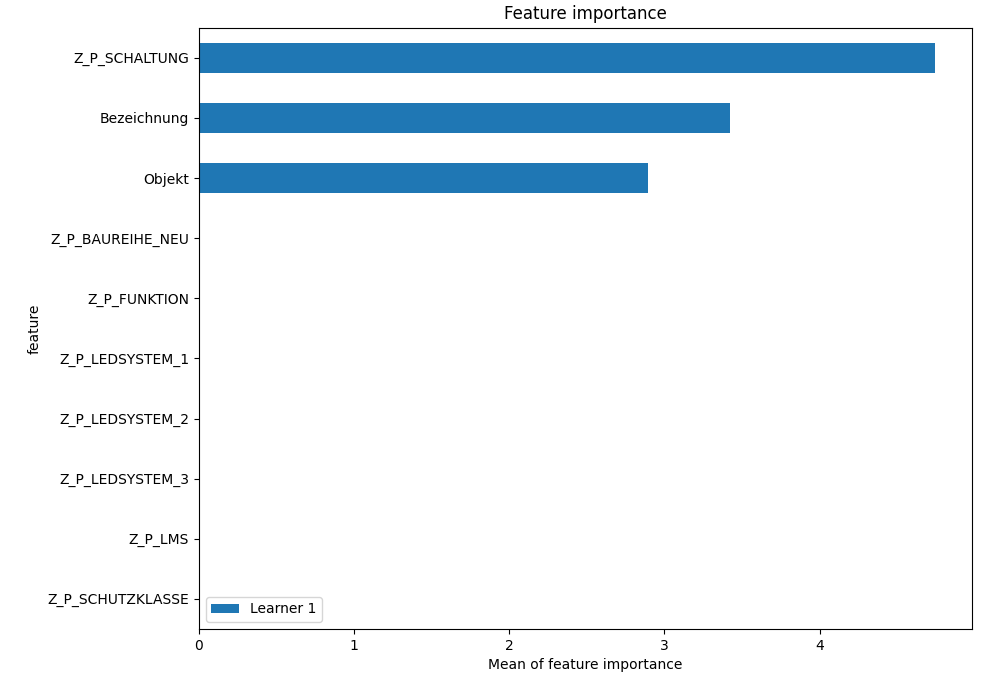 Feature importance
Z_P_SCHALTUNG
Bezeichnung
Objekt
Z_P_BAUREIHE_NEU
Z_P_FUNKTION
Z_P_LEDSYSTEM_1
Z_P_LEDSYSTEM_2
Z_P_LEDSYSTEM_3
Z_P_LMS
Z_P_SCHUTZKLASSE
feature
Learner 1
0 1 2 3 4
Mean of feature importance